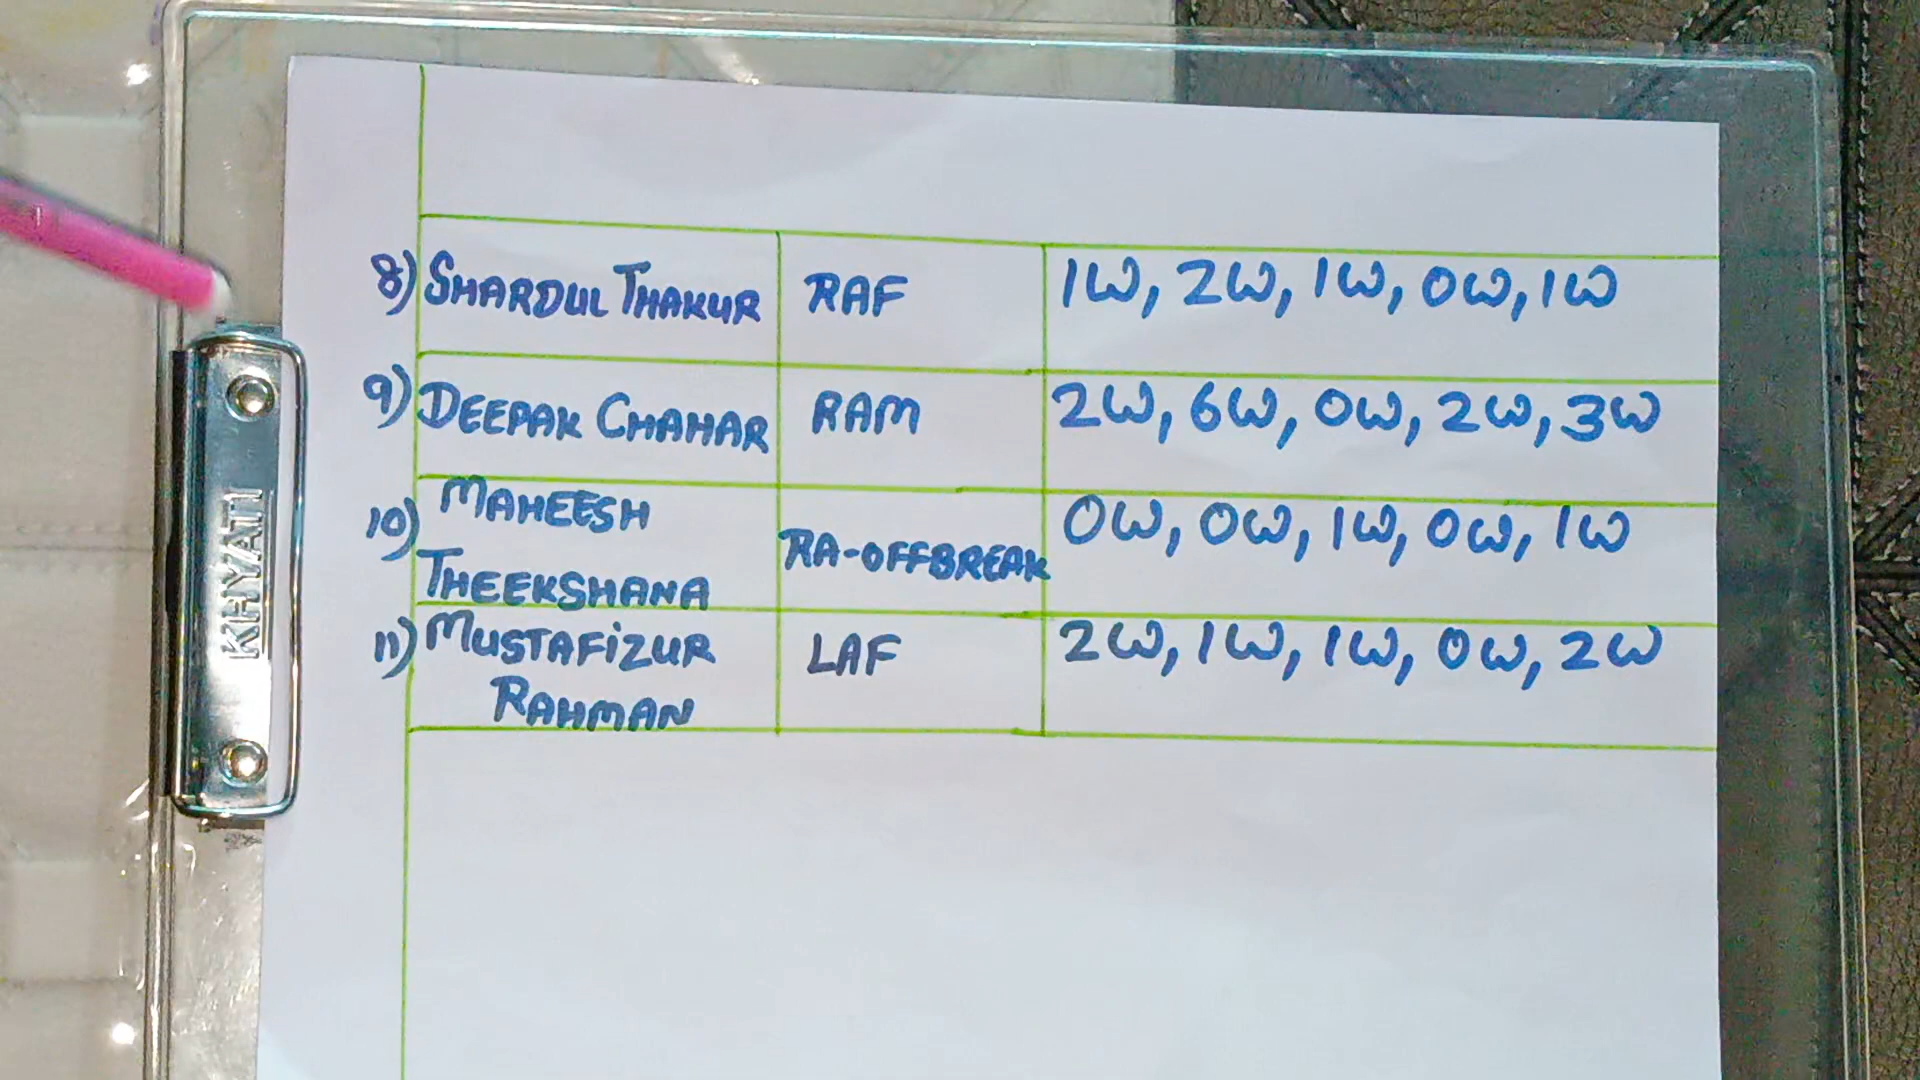 8) SHARDUL THAKUR RAF 1W, 2W, 1W, 0W, 1W
9) DEEPAK CHAHAR RAM 2W, 6W, 0W, 2W, 3W
10) MAHEESH THEEKSHANA RA-OFFBREAK 0W, 0W, 1W, 0W, 1W
11) MUSTAFiZUR RAHMAN LAF 2W, 1W, 1W, 0W, 2W
KHYATI